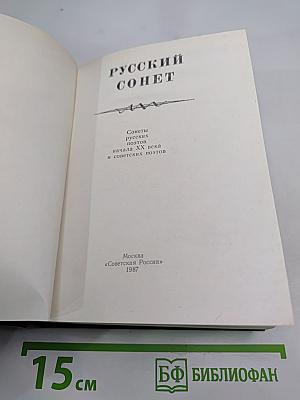 РУССКИЙ
СОНЕТ
Сонеты
русских
поэтов
начала XX века
и советских поэтов
Москва
«Советская Россия»
1987
15 см
БФ БИБЛИОФАН